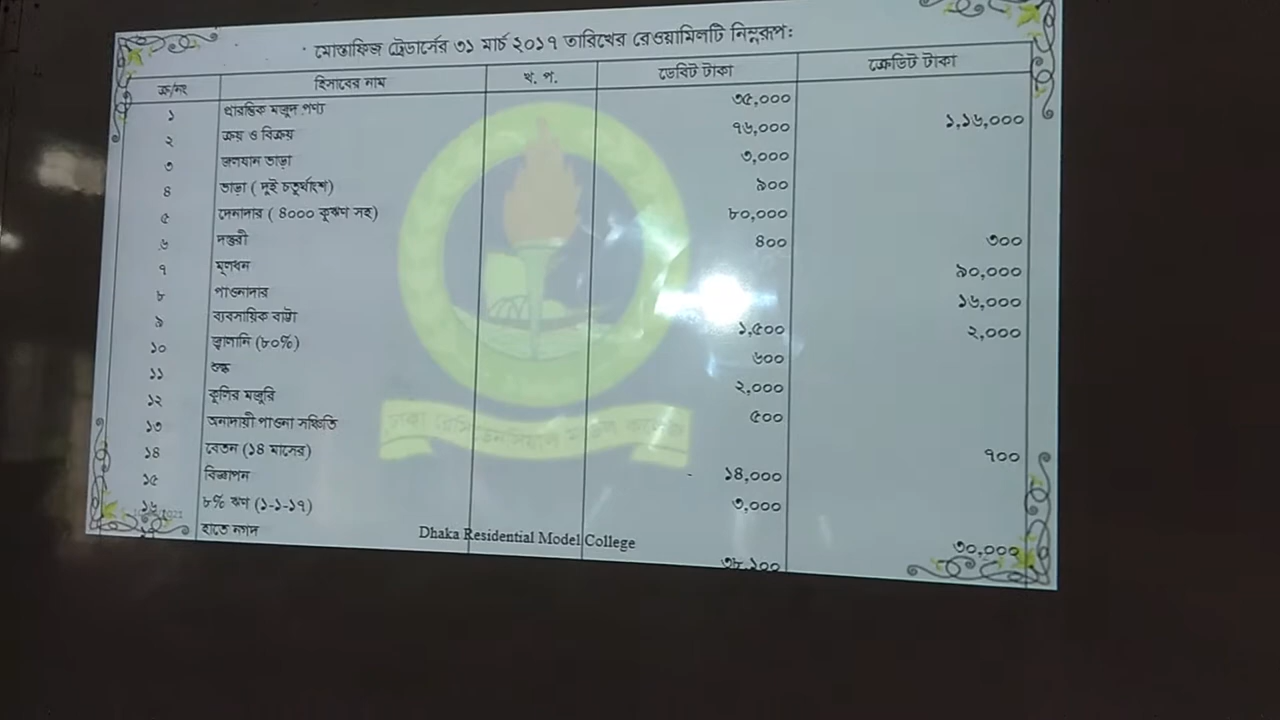 মোস্তাফিজ ট্রেডার্সের ৩১ মার্চ ২০১৭ তারিখের রেওয়ামিলটি নিম্নরূপঃ
ক্র/নং হিসাবের নাম খ. প. ডেবিট টাকা ক্রেডিট টাকা
১ প্রারম্ভিক মজুদ পণ্য ৩৫,০০০
২ ক্রয় ও বিক্রয় ৭৬,০০০ ১,১৬,০০০
৩ জলযান ভাড়া ৩,০০০
৪ ভাড়া ( দুই চতুর্থাংশ) ৯০০
৫ দেনাদার ( ৪০০০ কুঋণ সহ) ৮০,০০০
৬ দস্তুরী ৪০০ ৩০০
৭ মূলধন ৯০,০০০
৮ পাওনাদার ১৬,০০০
৯ ব্যবসায়িক বাট্টা ১,৫০০ ২,০০০
১০ জ্বালানি (৮০%) ৬০০
১১ শুল্ক ২,০০০
১২ কুলির মজুরি ৫০০
১৩ অনাদায়ী পাওনা সঞ্চিতি ৭০০
১৪ বেতন (১৪ মাসের) ১৪,০০০
১৫ বিজ্ঞাপন ৩,০০০
১৬ ৮% ঋণ (১-১-১৭) ৩০,০০০
হাতে নগদ ৩৮,১০০
Dhaka Residential Model College